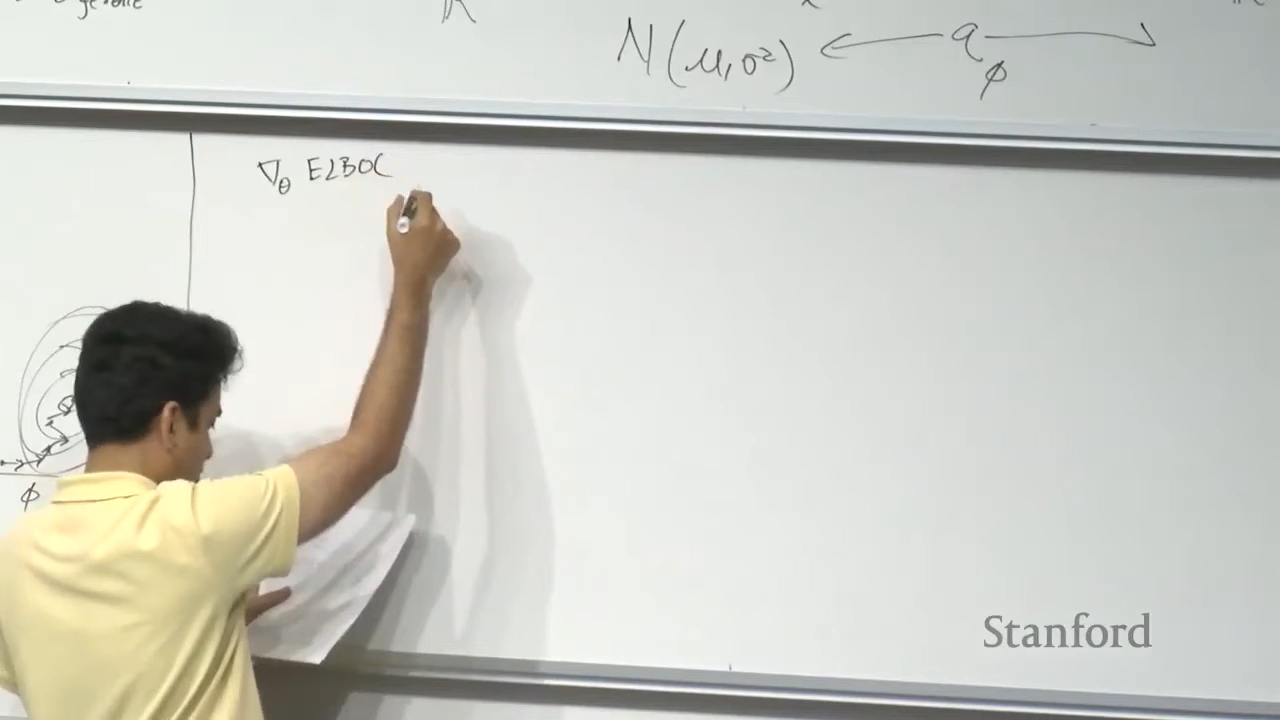 N(μ, σ²) ← q_ϕ →
∇_θ ELBO(
ϕ
Stanford